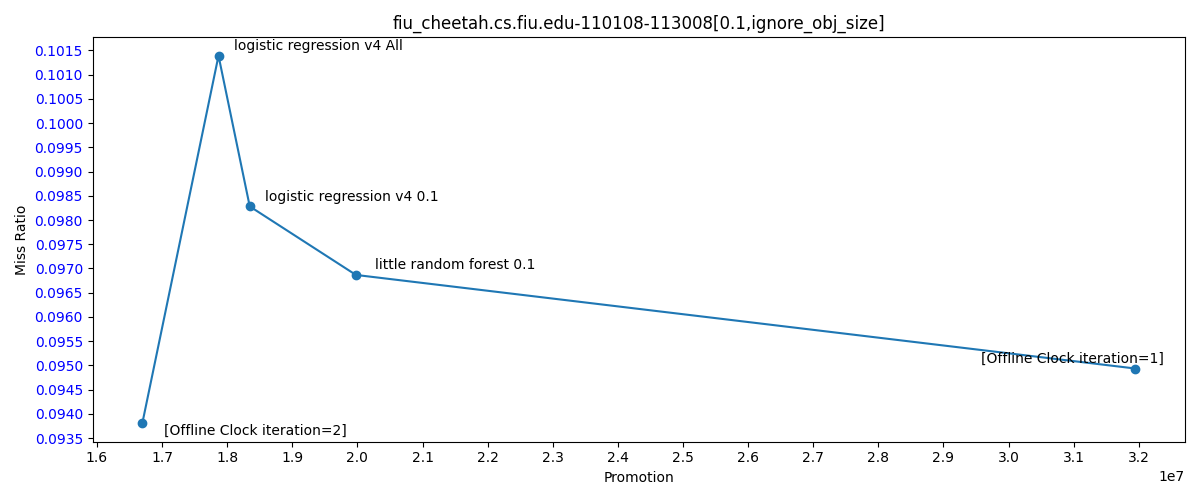 fiu_cheetah.cs.fiu.edu-110108-113008[0.1,ignore_obj_size]
Miss Ratio
0.1015
0.1010
0.1005
0.1000
0.0995
0.0990
0.0985
0.0980
0.0975
0.0970
0.0965
0.0960
0.0955
0.0950
0.0945
0.0940
0.0935
logistic regression v4 All
logistic regression v4 0.1
little random forest 0.1
[Offline Clock iteration=1]
[Offline Clock iteration=2]
1.6 1.7 1.8 1.9 2.0 2.1 2.2 2.3 2.4 2.5 2.6 2.7 2.8 2.9 3.0 3.1 3.2
1e7
Promotion